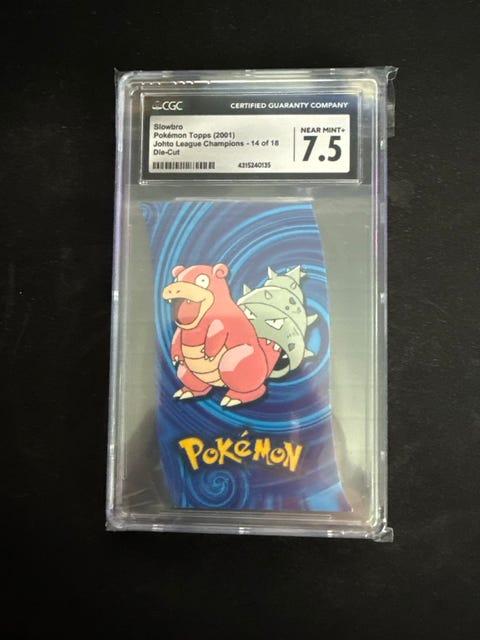 CGC
CERTIFIED GUARANTY COMPANY
Slowbro
Pokémon Topps (2001)
Johto League Champions - 14 of 18
Die-Cut
NEAR MINT+
7.5
4315240135
POKéMON